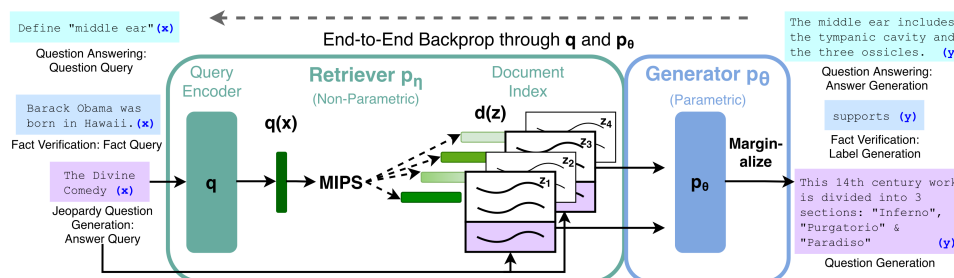 End-to-End Backprop through q and pθ
Define "middle ear" (x)
Question Answering:
Question Query
Barack Obama was
born in Hawaii. (x)
Fact Verification: Fact Query
The Divine
Comedy (x)
Jeopardy Question
Generation:
Answer Query
Query
Encoder
q
Retriever pη
(Non-Parametric)
q(x)
MIPS
d(z)
Document
Index
z4
z3
z2
z1
Generator pθ
(Parametric)
pθ
Margin-
alize
The middle ear includes
the tympanic cavity and
the three ossicles. (y)
Question Answering:
Answer Generation
supports (y)
Fact Verification:
Label Generation
This 14th century work
is divided into 3
sections: "Inferno",
"Purgatorio" &
"Paradiso" (y)
Question Generation